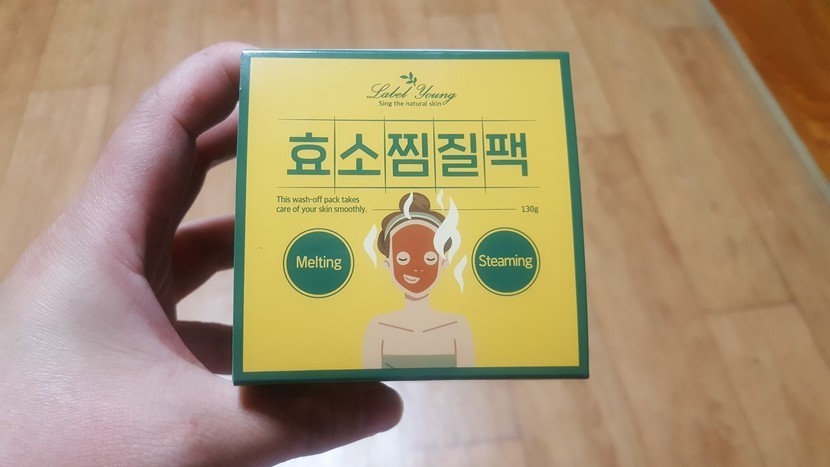 Label Young
Sing the natural skin
효소찜질팩
This wash-off pack takes
care of your skin smoothly.
130g
Melting
Steaming